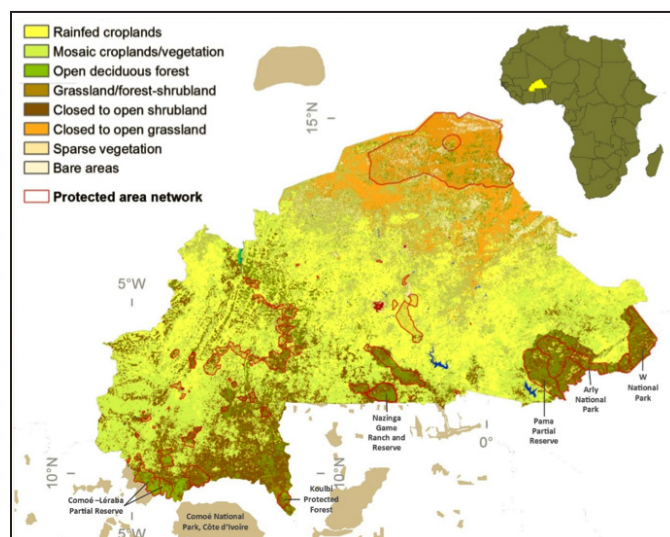 Rainfed croplands
Mosaic croplands/vegetation
Open deciduous forest
Grassland/forest-shrubland
Closed to open shrubland
Closed to open grassland
Sparse vegetation
Bare areas
Protected area network
15°N
5°W
W
National
Park
Arly
National
Park
Pama
Partial
Reserve
Nazinga
Game
Ranch and
Reserve
0°
10°N
10°N
Comoé –Léraba
Partial Reserve
Koulbi
Protected
Forest
Comoé National
Park, Côte d'Ivoire
5°W